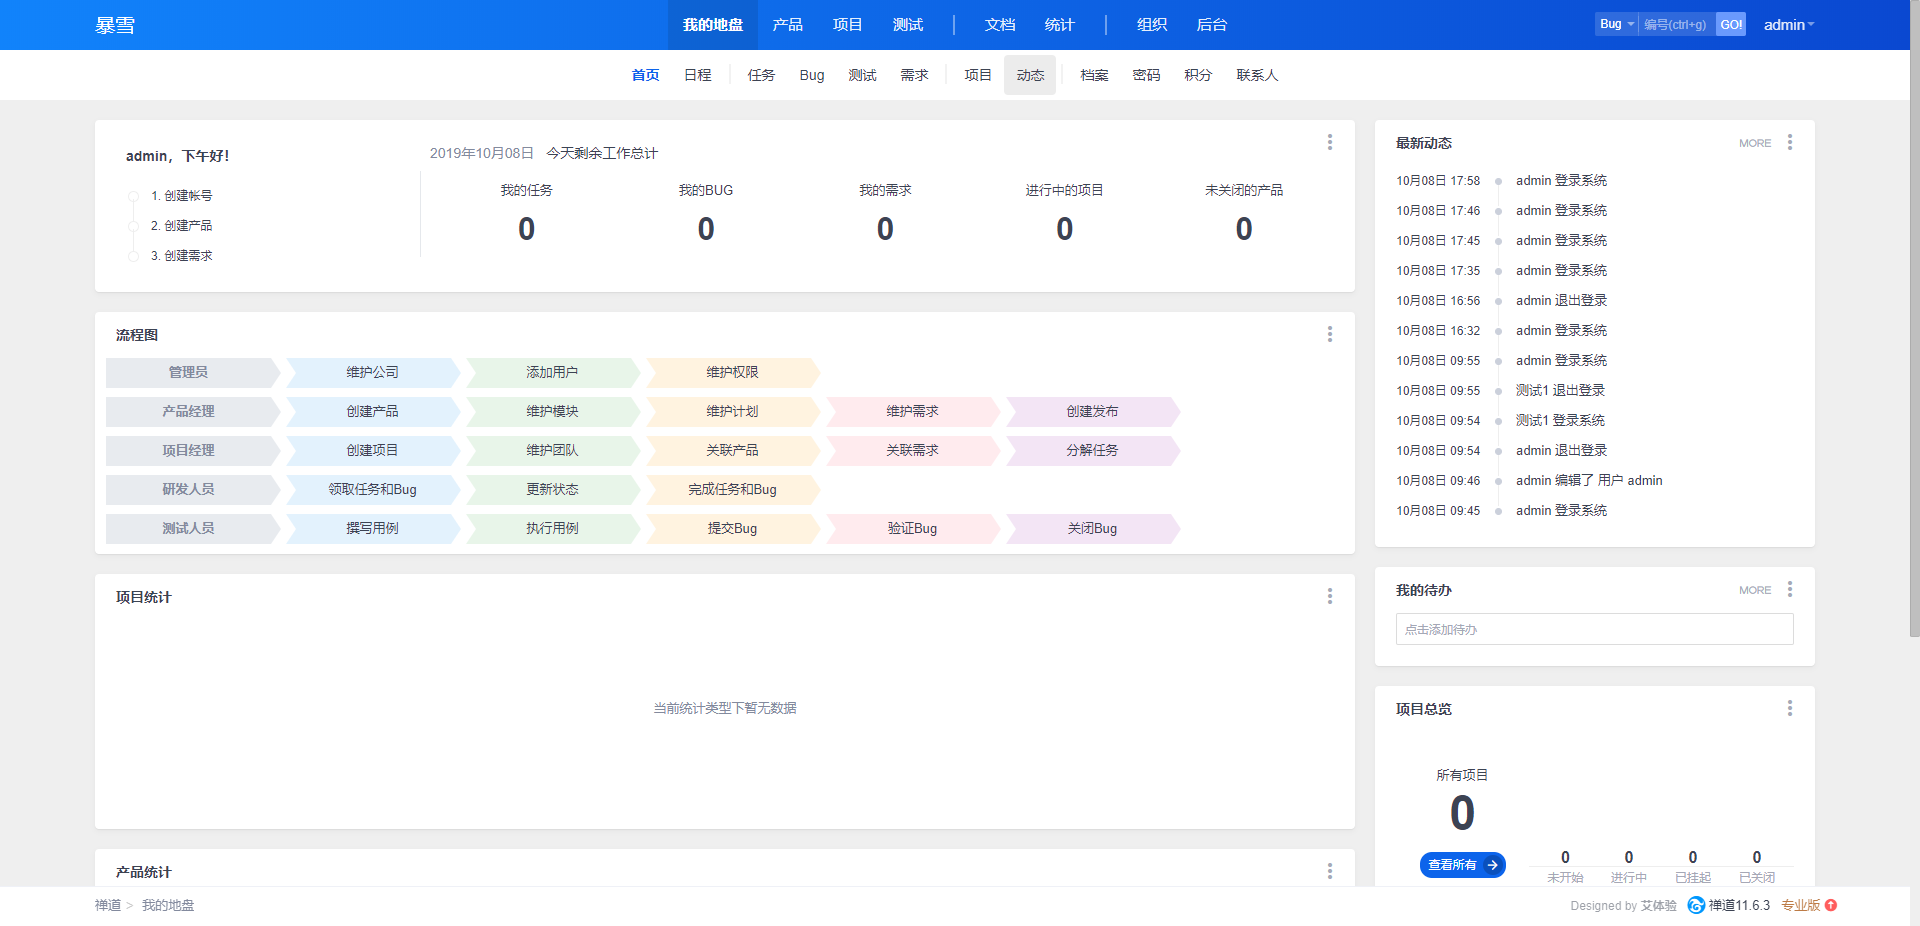 暴雪 我的地盘 产品 项目 测试 文档 统计 组织 后台 Bug 编号(ctrl+g) GO! admin
首页 日程 任务 Bug 测试 需求 项目 动态 档案 密码 积分 联系人
admin，下午好！
1. 创建帐号
2. 创建产品
3. 创建需求
2019年10月08日 今天剩余工作总计
我的任务 我的BUG 我的需求 进行中的项目 未关闭的产品
0 0 0 0 0
流程图
管理员 维护公司 添加用户 维护权限
产品经理 创建产品 维护模块 维护计划 维护需求 创建发布
项目经理 创建项目 维护团队 关联产品 关联需求 分解任务
研发人员 领取任务和Bug 更新状态 完成任务和Bug
测试人员 撰写用例 执行用例 提交Bug 验证Bug 关闭Bug
项目统计
当前统计类型下暂无数据
产品统计
最新动态 MORE
10月08日 17:58 admin 登录系统
10月08日 17:46 admin 登录系统
10月08日 17:45 admin 登录系统
10月08日 17:35 admin 登录系统
10月08日 16:56 admin 退出登录
10月08日 16:32 admin 登录系统
10月08日 09:55 admin 登录系统
10月08日 09:55 测试1 退出登录
10月08日 09:54 测试1 登录系统
10月08日 09:54 admin 退出登录
10月08日 09:46 admin 编辑了 用户 admin
10月08日 09:45 admin 登录系统
我的待办 MORE
点击添加待办
项目总览
所有项目
0
查看所有
0 0 0 0
未开始 进行中 已挂起 已关闭
禅道 > 我的地盘 Designed by 艾体验 禅道11.6.3 专业版